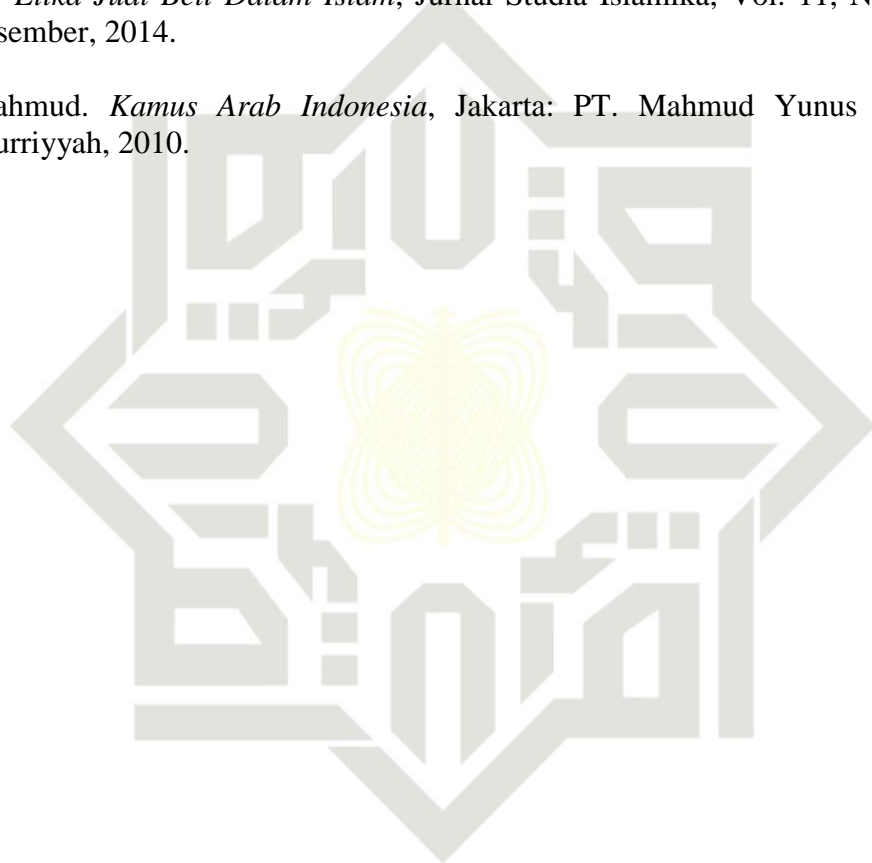 Etika Jual Beli Dalam Islam, Jurnal Studia Islamika, Vol. 11, N
sember, 2014.
ahmud. Kamus Arab Indonesia, Jakarta: PT. Mahmud Yunus
urriyyah, 2010.